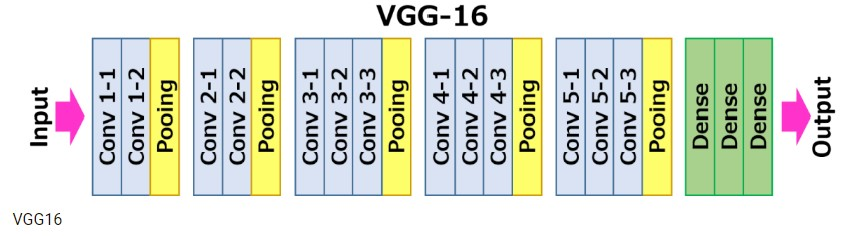 VGG-16
Input
Conv 1-1
Conv 1-2
Pooing
Conv 2-1
Conv 2-2
Pooing
Conv 3-1
Conv 3-2
Conv 3-3
Pooing
Conv 4-1
Conv 4-2
Conv 4-3
Pooing
Conv 5-1
Conv 5-2
Conv 5-3
Pooing
Dense
Dense
Dense
Output
VGG16